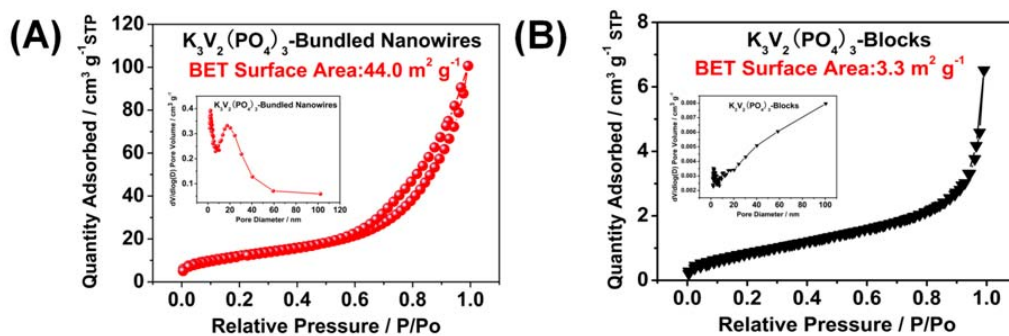 (A)
K₃V₂(PO₄)₃-Bundled Nanowires
BET Surface Area:44.0 m² g⁻¹
Quantity Adsorbed / cm³ g⁻¹ STP
120
100
80
60
40
20
0
0.0 0.2 0.4 0.6 0.8 1.0
Relative Pressure / P/Po
K₃V₂(PO₄)₃-Bundled Nanowires
dV/dlog(D) Pore Volume / cm³ g⁻¹
0.4
0.3
0.2
0.1
0 20 40 60 80 100 120
Pore Diameter / nm
(B)
K₃V₂(PO₄)₃-Blocks
BET Surface Area:3.3 m² g⁻¹
Quantity Adsorbed / cm³ g⁻¹ STP
8
6
4
2
0
0.0 0.2 0.4 0.6 0.8 1.0
Relative Pressure / P/Po
K₃V₂(PO₄)₃-Blocks
dV/dlog(D) Pore Volume / cm³ g⁻¹
0.008
0.007
0.006
0.005
0.004
0.003
0.002
0 20 40 60 80 100
Pore Diameter / nm